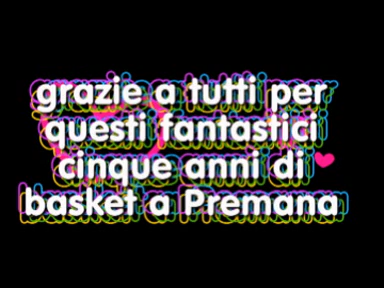 grazie a tutti per
questi fantastici
cinque anni di
basket a Premana